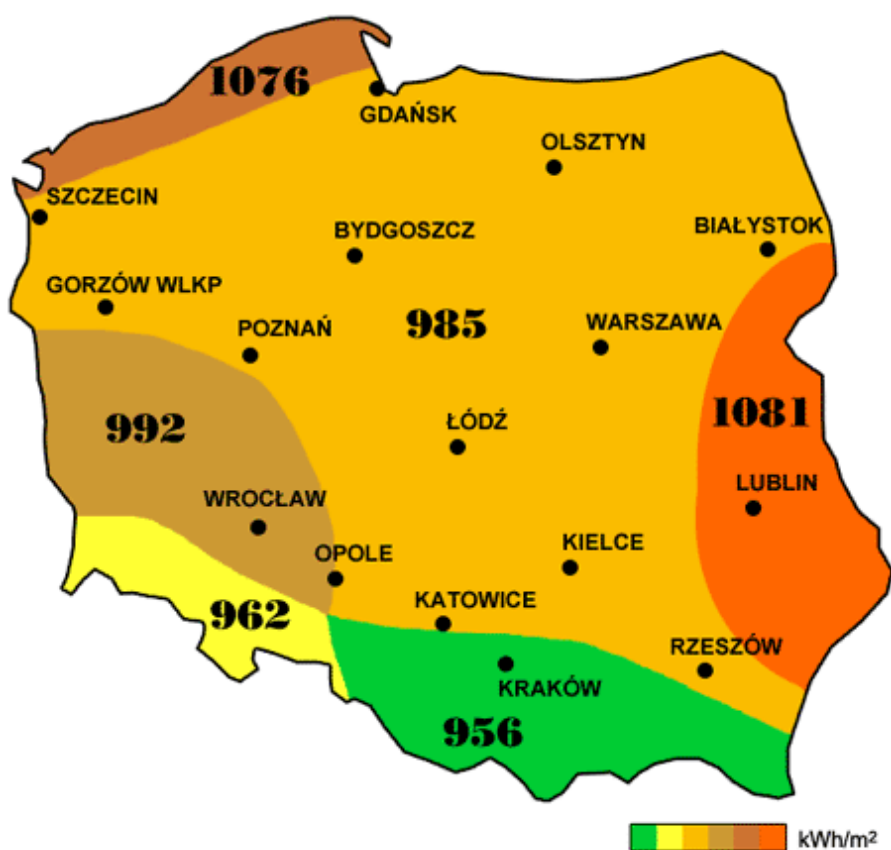 1076
GDAŃSK
OLSZTYN
SZCZECIN
BIAŁYSTOK
BYDGOSZCZ
GORZÓW WLKP
985
WARSZAWA
POZNAŃ
1081
992
ŁÓDŹ
LUBLIN
WROCŁAW
KIELCE
OPOLE
KATOWICE
962
RZESZÓW
KRAKÓW
956
kWh/m²